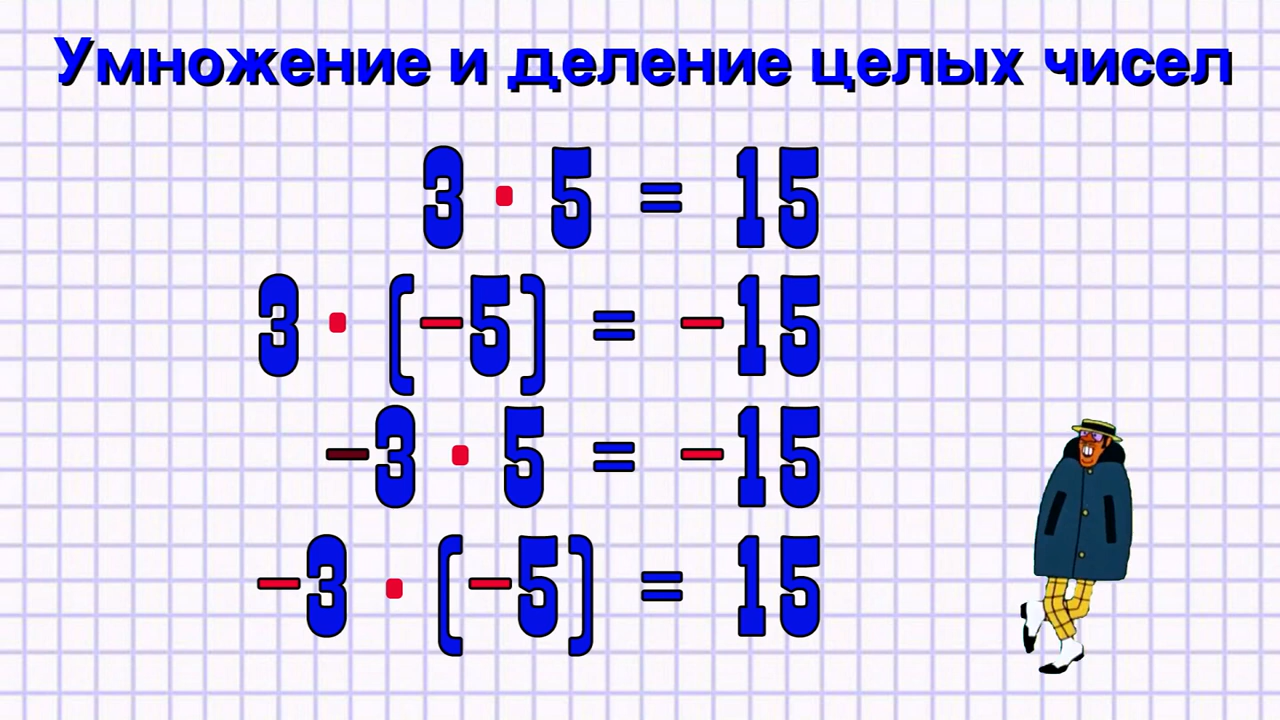 Умножение и деление целых чисел
3 · 5 = 15
3 · (−5) = −15
−3 · 5 = −15
−3 · (−5) = 15